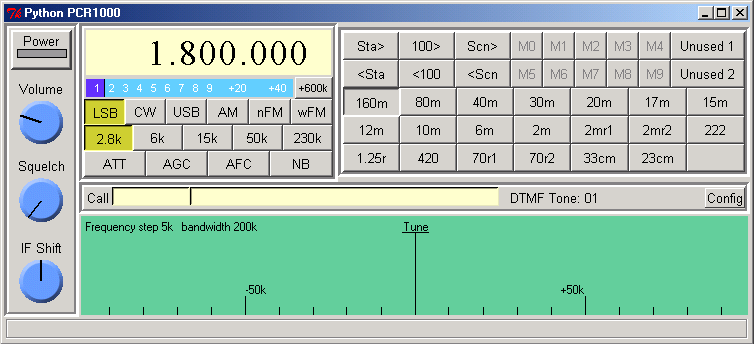 Python PCR1000
Power
Volume
Squelch
IF Shift
1.800.000
1 2 3 4 5 6 7 8 9 +20 +40 +600k
LSB CW USB AM nFM wFM
2.8k 6k 15k 50k 230k
ATT AGC AFC NB
Sta> 100> Scn> M0 M1 M2 M3 M4 Unused 1
<Sta <100 <Scn M5 M6 M7 M8 M9 Unused 2
160m 80m 40m 30m 20m 17m 15m
12m 10m 6m 2m 2mr1 2mr2 222
1.25r 420 70r1 70r2 33cm 23cm
Call DTMF Tone: 01 Config
Frequency step 5k bandwidth 200k Tune
-50k +50k